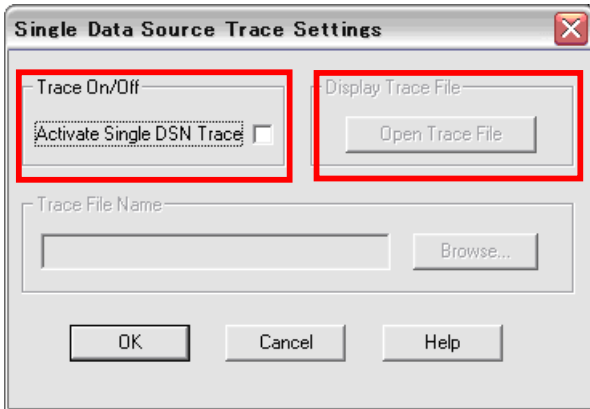 Single Data Source Trace Settings
Trace On/Off
Display Trace File
Activate Single DSN Trace
Open Trace File
Trace File Name
Browse...
OK
Cancel
Help